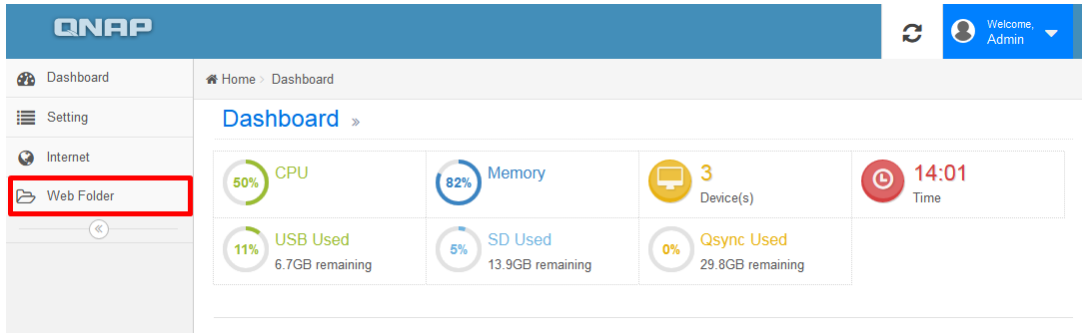 QNAP
Welcome,
Admin
Dashboard
Setting
Internet
Web Folder
Home > Dashboard
Dashboard »
50% CPU
82% Memory
3
Device(s)
14:01
Time
11% USB Used
6.7GB remaining
5% SD Used
13.9GB remaining
0% Qsync Used
29.8GB remaining